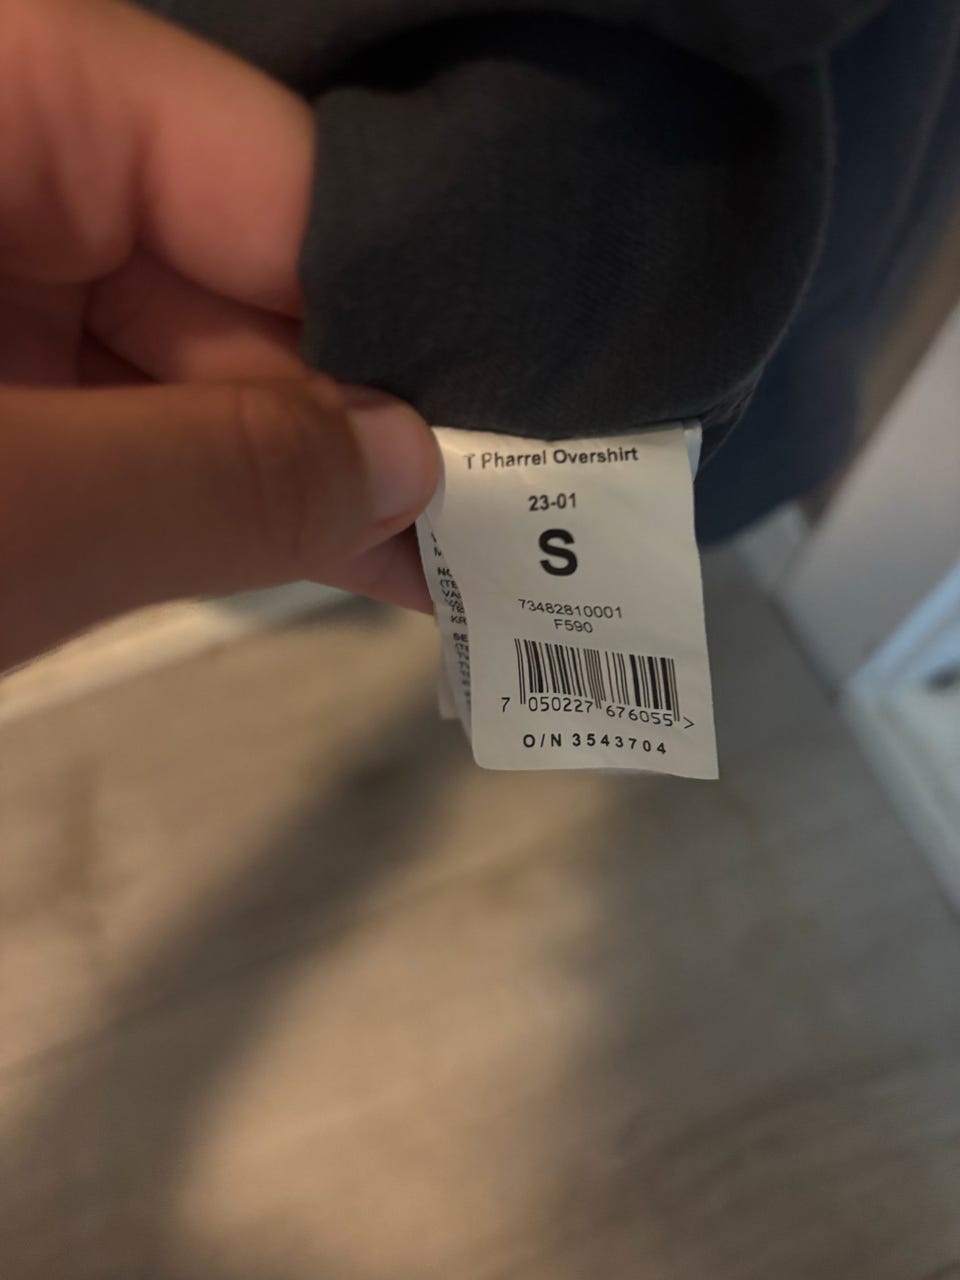 T Pharrel Overshirt
23-01
S
73482810001
F590
7 050227 676055 >
O/N 3543704